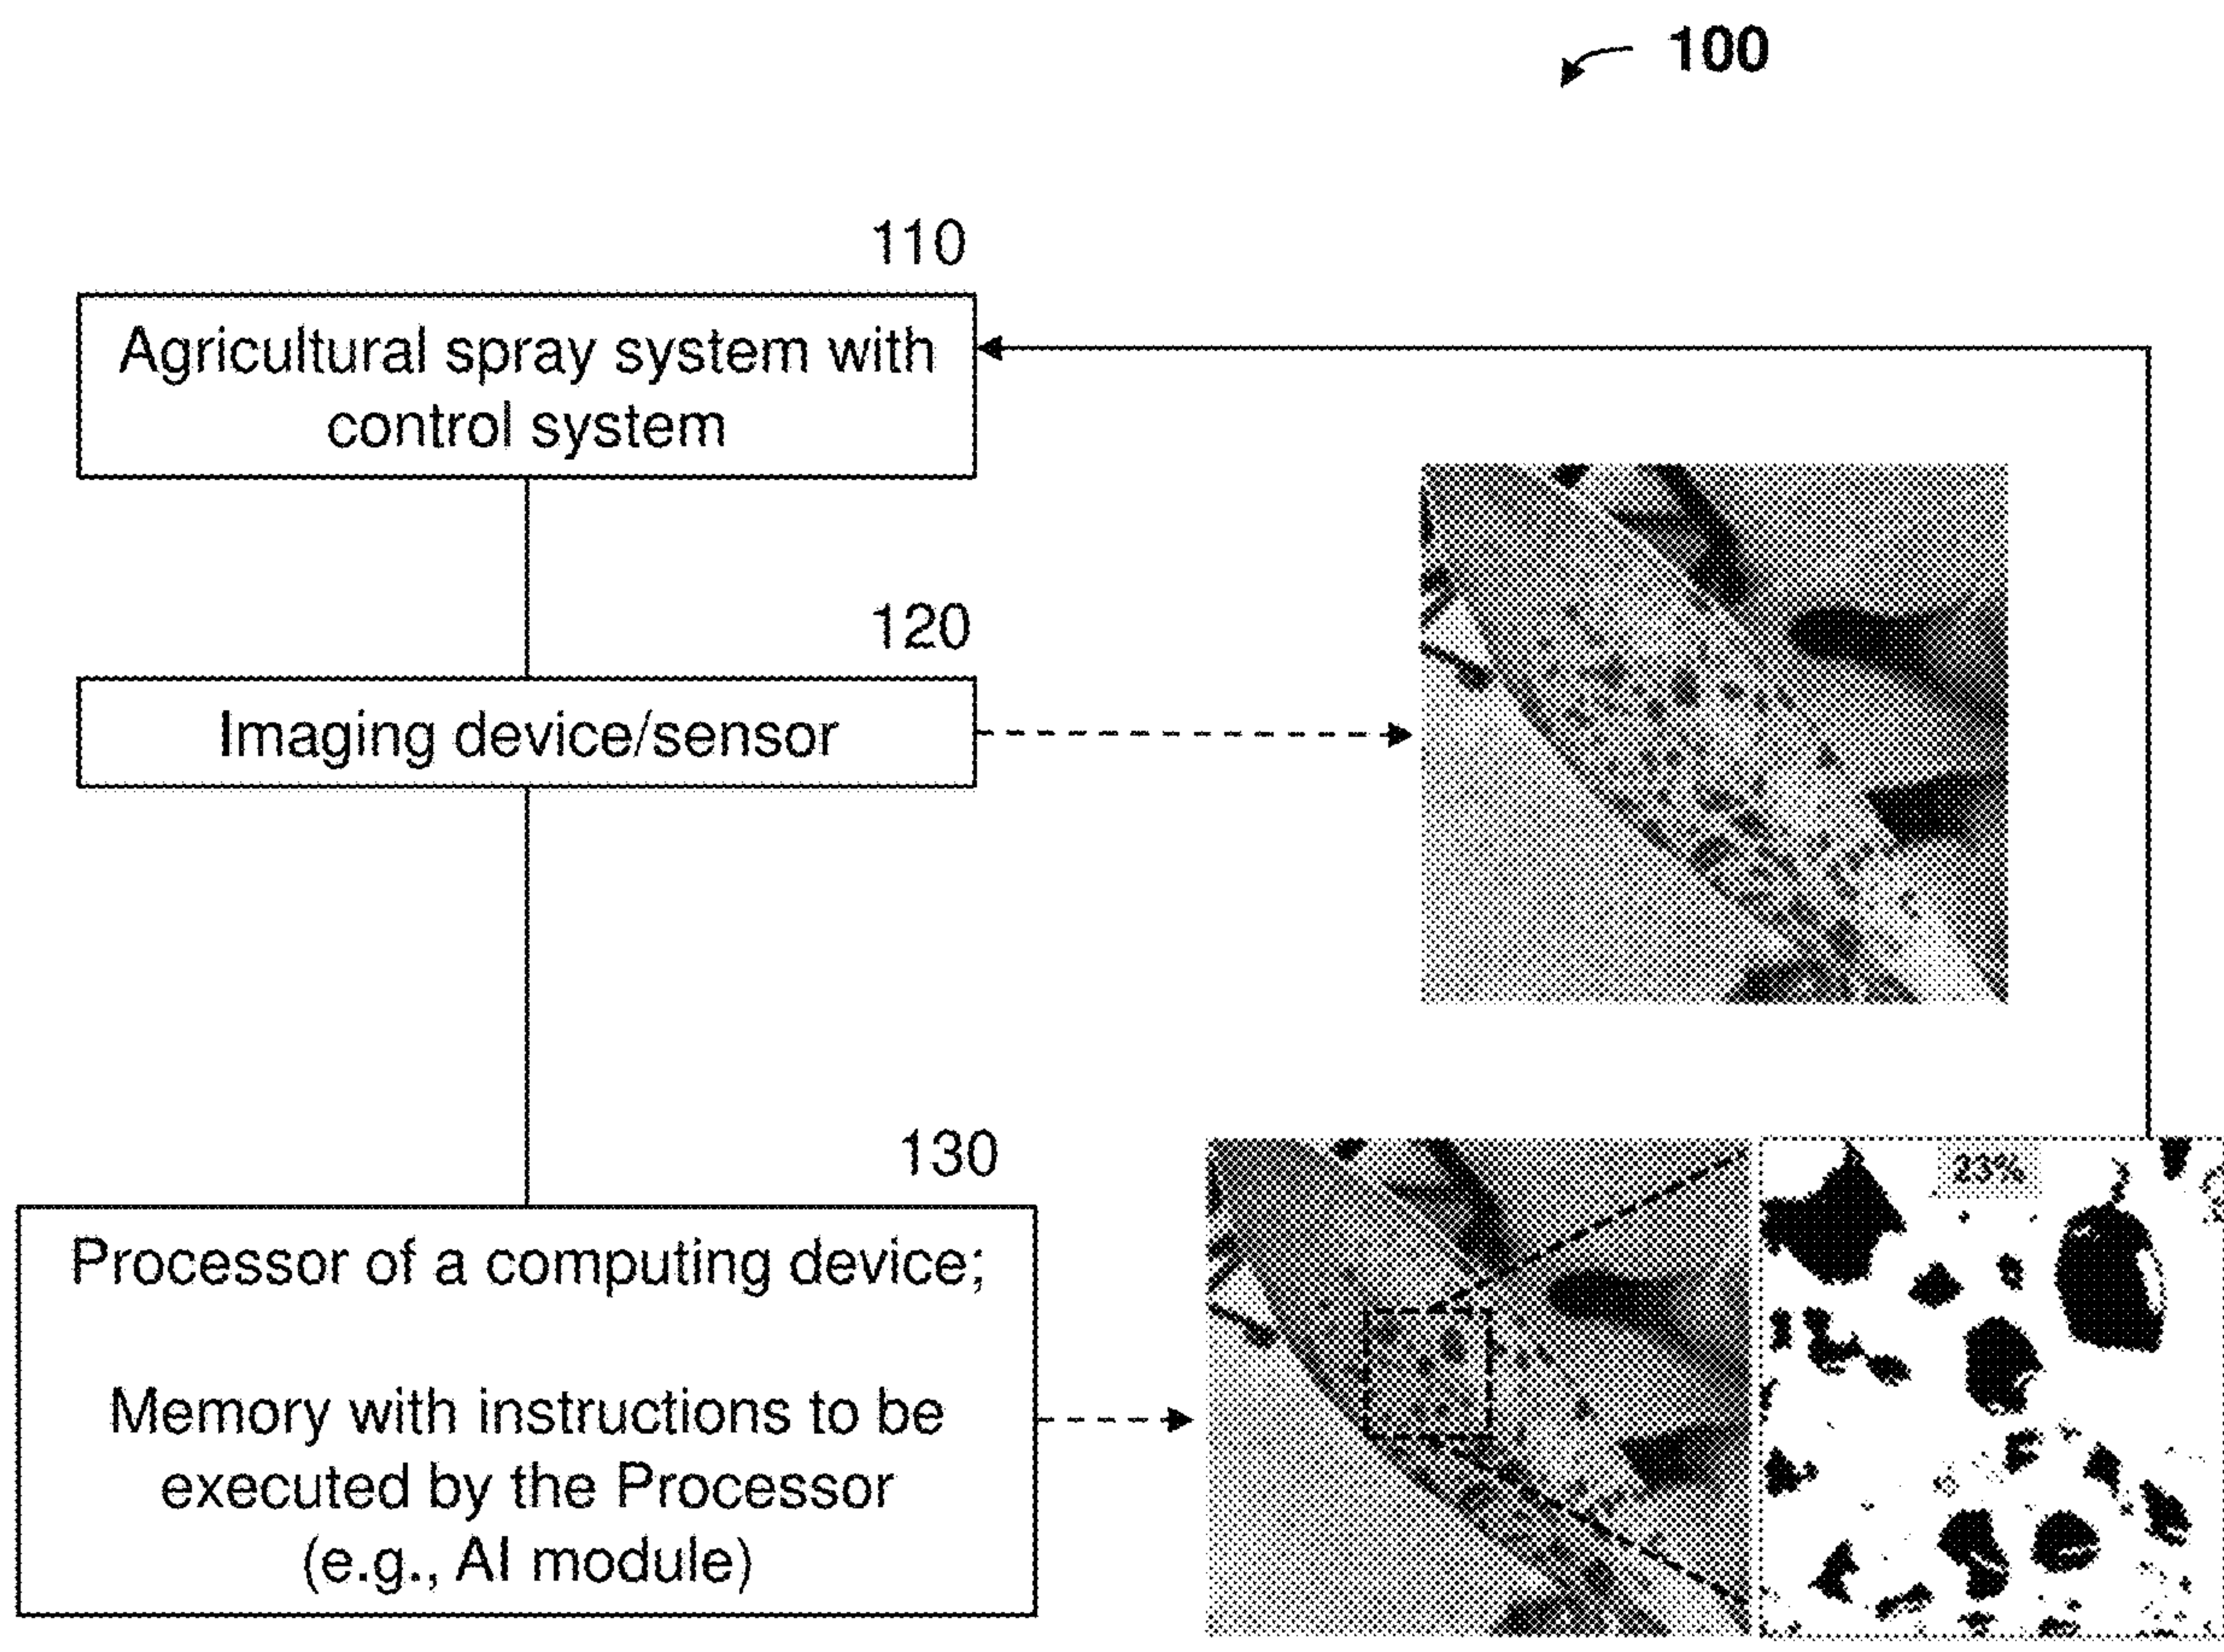 100
110
Agricultural spray system with
control system
120
Imaging device/sensor
130
Processor of a computing device;
Memory with instructions to be
executed by the Processor
(e.g., AI module)
23%